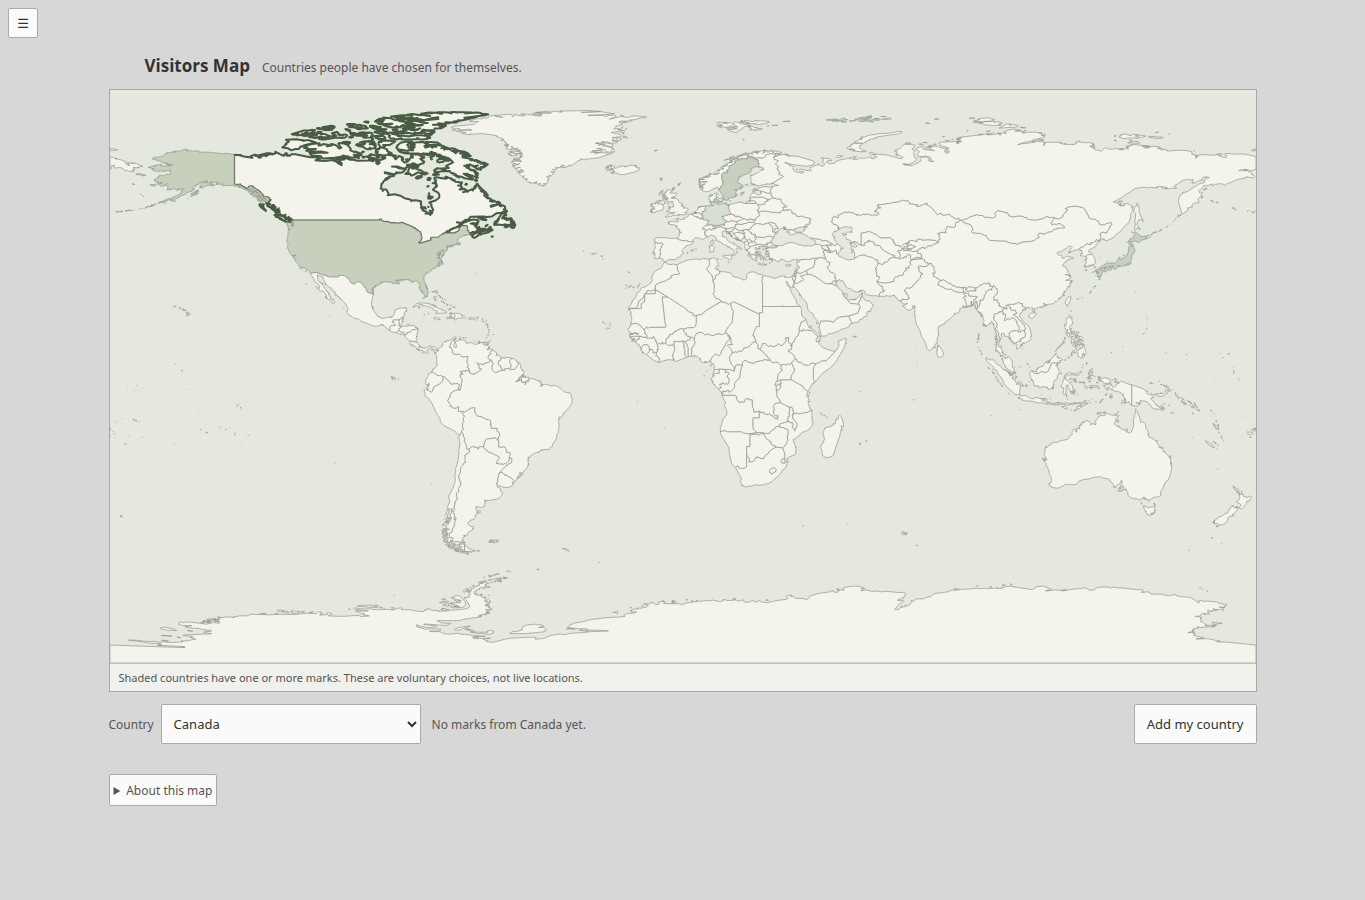 ☰
Visitors Map
Countries people have chosen for themselves.
Shaded countries have one or more marks. These are voluntary choices, not live locations.
Country
Canada
No marks from Canada yet.
Add my country
About this map